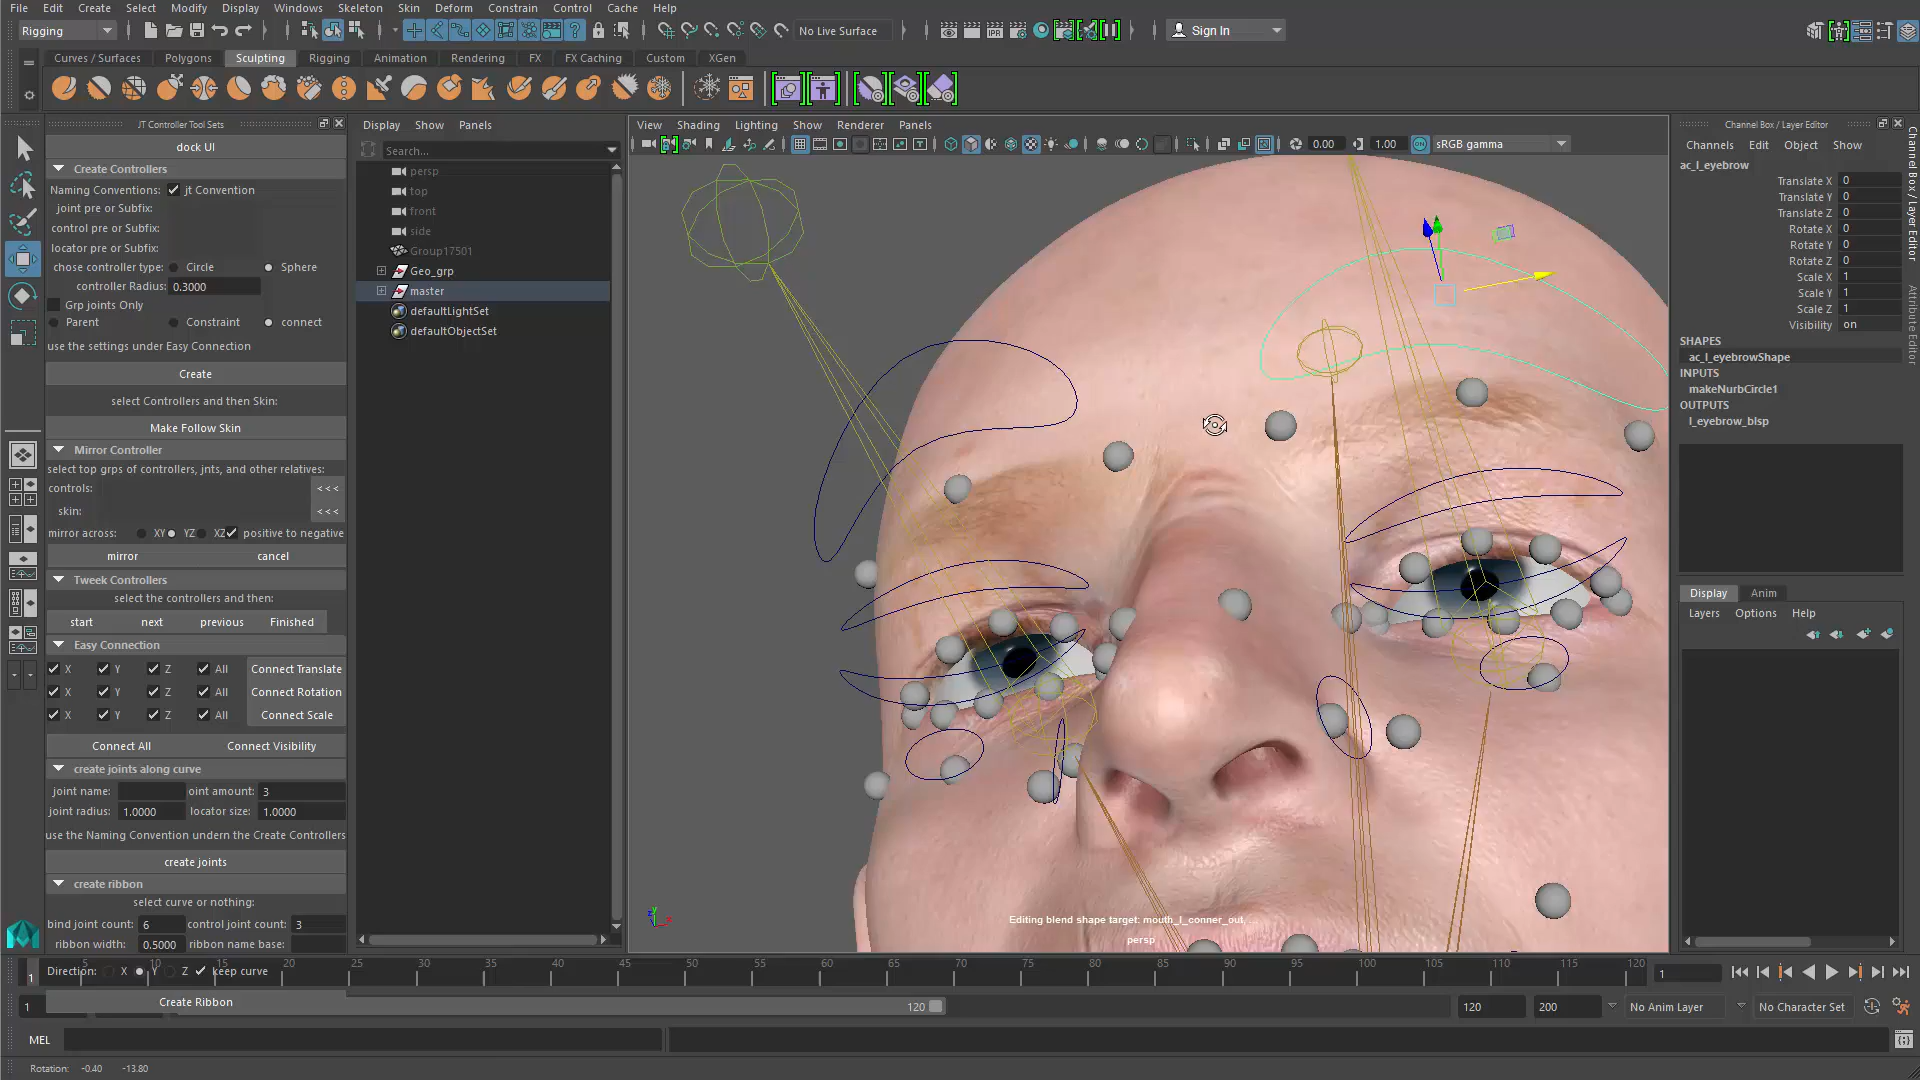 File Edit Create Select Modify Display Windows Skeleton Skin Deform Constrain Control Cache Help
Rigging No Live Surface Sign In
Curves / Surfaces Polygons Sculpting Rigging Animation Rendering FX FX Caching Custom XGen
JT Controller Tool Sets
dock UI
Create Controllers
Naming Conventions: jt Convention
joint pre or Subfix:
control pre or Subfix:
locator pre or Subfix:
chose controller type: Circle Sphere
controller Radius: 0.3000
Grp joints Only
Parent Constraint connect
use the settings under Easy Connection
Create
select Controllers and then Skin:
Make Follow Skin
Mirror Controller
select top grps of controllers, jnts, and other relatives:
controls: <<<
skin: <<<
mirror across: XY YZ XZ positive to negative
mirror cancel
Tweek Controllers
select the controllers and then:
start next previous Finished
Easy Connection
X Y Z All Connect Translate
X Y Z All Connect Rotation
X Y Z All Connect Scale
Connect All Connect Visibility
create joints along curve
joint name: oint amount: 3
joint radius: 1.0000 locator size: 1.0000
use the Naming Convention undern the Create Controllers
create joints
create ribbon
select curve or nothing:
bind joint count: 6 control joint count: 3
ribbon width: 0.5000 ribbon name base:
Direction: X Y Z keep curve
Create Ribbon
Display Show Panels
Search...
persp
top
front
side
Group17501
Geo_grp
master
defaultLightSet
defaultObjectSet
View Shading Lighting Show Renderer Panels
IPR 0.00 1.00 ON sRGB gamma
Editing blend shape target: mouth_l_conner_out, ...
persp
Channel Box / Layer Editor
Channels Edit Object Show
ac_l_eyebrow
Translate X 0
Translate Y 0
Translate Z 0
Rotate X 0
Rotate Y 0
Rotate Z 0
Scale X 1
Scale Y 1
Scale Z 1
Visibility on
SHAPES
ac_l_eyebrowShape
INPUTS
makeNurbCircle1
OUTPUTS
l_eyebrow_blsp
Display Anim
Layers Options Help
Channel Box / Layer Editor
Attribute Editor
1 5 10 15 20 25 30 35 40 45 50 55 60 65 70 75 80 85 90 95 100 105 110 115 120 1
1 120 120 200 No Anim Layer No Character Set
MEL
Rotation: -0.40 -13.80